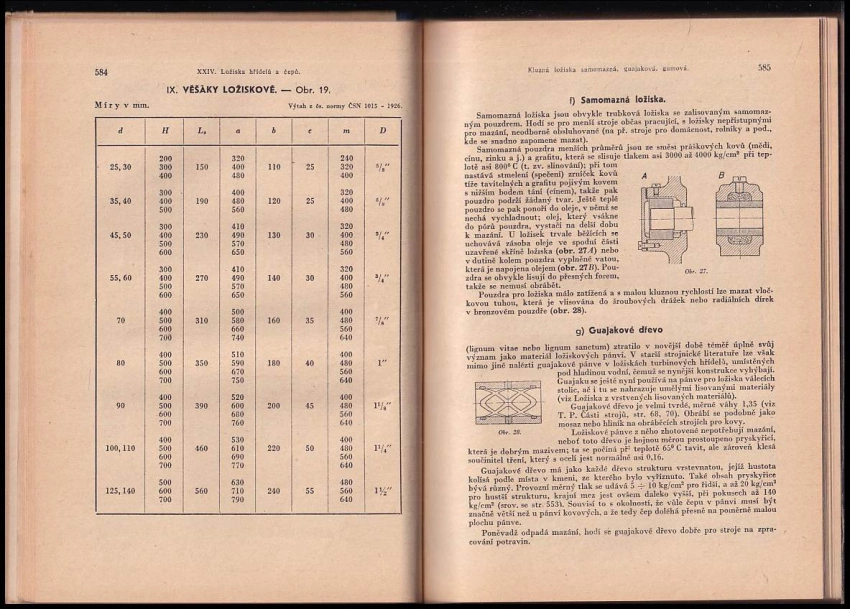 584
XXIV. Ložiska hřídelů a čepů.
IX. VĚŠÁKY LOŽISKOVÉ. — Obr. 19.
Míry v mm.
Výtah z čs. normy ČSN 1015 - 1926.
d H L₀ a b c m D
200 320 240
25, 30 300 150 400 110 25 320 5/8"
400 480 400
300 400 320
35, 40 400 190 480 120 25 400 5/8"
500 560 480
300 410 320
45, 50 400 230 490 130 30 400 3/4"
500 570 480
600 650 560
300 410 320
55, 60 400 270 490 140 30 400 3/4"
500 570 480
600 650 560
400 500 400
70 500 310 580 160 35 480 7/8"
600 660 560
700 740 640
400 510 400
80 500 350 590 180 40 480 1"
600 670 560
700 750 640
400 520 400
90 500 390 600 200 45 480 1 1/8"
600 680 560
700 760 640
400 530 400
100, 110 500 460 610 220 50 480 1 1/4"
600 690 560
700 770 640
500 630 480
125, 140 600 560 710 240 55 560 1 1/2"
700 790 640
Kluzná ložiska samomazná, guajaková, gumová.
585
f) Samomazná ložiska.
Samomazná ložiska jsou obvykle trubková ložiska se zalisovaným samomaz-
ným pouzdrem. Hodí se pro menší stroje občas pracující, s ložisky nepřístupnými
pro mazání, neodborně obsluhované (na př. stroje pro domácnost, rolníky a pod.,
kde se snadno zapomene mazat).
Samomazná pouzdra menších průměrů jsou ze směsi práškových kovů (mědi,
cínu, zinku a j.) a grafitu, která se slisuje tlakem asi 3000 až 4000 kg/cm² při tep-
lotě asi 800° C (t. zv. slinování); při tom
nastává stmelení (spečení) zrníček kovů
tíže tavitelných a grafitu pojivým kovem
s nižším bodem tání (cínem), takže pak
pouzdro podrží žádaný tvar. Ještě teplé
pouzdro se pak ponoří do oleje, v němž se
nechá vychladnout; olej, který vsákne
do pórů pouzdra, vystačí na delší dobu
k mazání. U ložisek trvale běžících se
uchovává zásoba oleje ve spodní části
uzavřené skříně ložiska (obr. 27A) nebo
v dutině kolem pouzdra vyplněné vatou,
která je napojena olejem (obr. 27B). Pou-
zdra se obvykle lisují do přesných forem,
takže se nemusí obrábět.
A
B
Obr. 27.
Pouzdra pro ložiska málo zatížená a s malou kluznou rychlostí lze mazat vloč-
kovou tuhou, která je vlisována do šroubových drážek nebo radiálních dírek
v bronzovém pouzdře (obr. 28).
g) Guajakové dřevo
(lignum vitae nebo lignum sanctum) ztratilo v novější době téměř úplně svůj
význam jako materiál ložiskových pánví. V starší strojnické literatuře lze však
mimo jiné nalézti guajakové pánve v ložiskách turbinových hřídelů, umístěných
pod hladinou vodní, čemuž se nynější konstrukce vyhýbají.
Guajaku se ještě nyní používá na pánve pro ložiska válcích
stolic, ač i tu se nahrazuje umělými lisovanými materiály
(viz Ložiska z vrstvených lisovaných materiálů).
Guajakové dřevo je velmi tvrdé, měrné váhy 1,35 (viz
T. P. Části strojů, str. 68, 70). Obrábí se podobně jako
mosaz nebo hliník na obráběcích strojích pro kovy.
Ložiskové pánve z něho zhotovené nepotřebují mazání,
neboť toto dřevo je hojnou měrou prostoupeno pryskyřicí,
Obr. 28.
která je dobrým mazivem; ta se počíná při teplotě 65° C tavit, ale zároveň klesá
součinitel tření, který s ocelí jest normálně asi 0,16.
Guajakové dřevo má jako každé dřevo strukturu vrstevnatou, jejíž hustota
kolísá podle místa v kmeni, ze kterého bylo vyříznuto. Také obsah pryskyřice
bývá různý. Provozní měrný tlak se udává 5 ÷ 10 kg/cm² pro řidší, a až 20 kg/cm²
pro hustší strukturu, krajní mez jest ovšem daleko vyšší, při pokusech až 140
kg/cm² (srov. se str. 553). Souvisí to s okolností, že vůle čepu v pánvi musí být
značně větší než u pánví kovových, a že tedy čep doléhá přesně na poměrně malou
plochu pánve.
Poněvadž odpadá mazání, hodí se guajakové dřevo dobře pro stroje na zpra-
cování potravin.